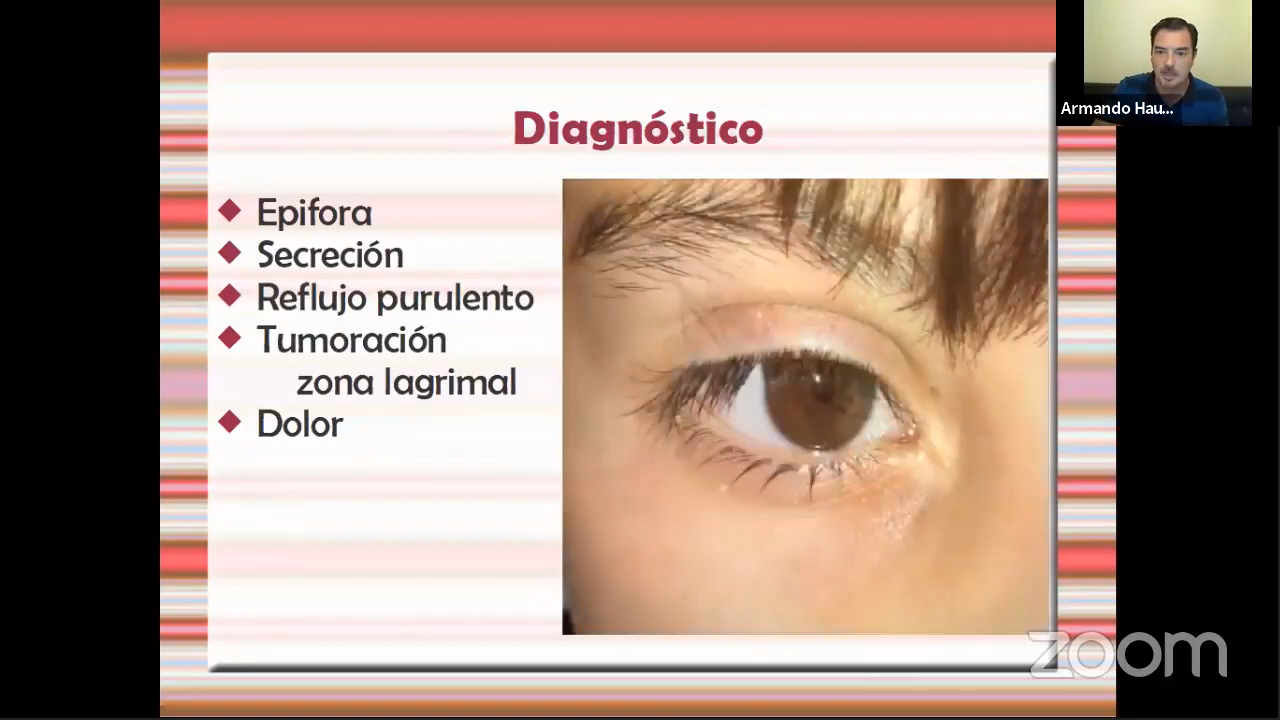 Diagnóstico
Epifora
Secreción
Reflujo purulento
Tumoración
zona lagrimal
Dolor
Armando Hau...
zoom